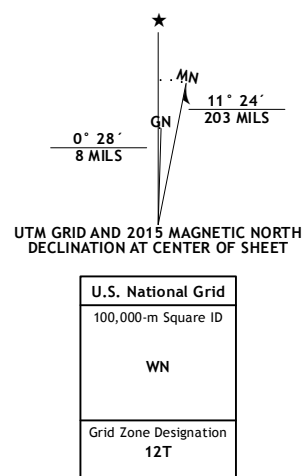 ★
MN
GN
11° 24´
203 MILS
0° 28´
8 MILS
UTM GRID AND 2015 MAGNETIC NORTH
DECLINATION AT CENTER OF SHEET
U.S. National Grid
100,000-m Square ID
WN
Grid Zone Designation
12T